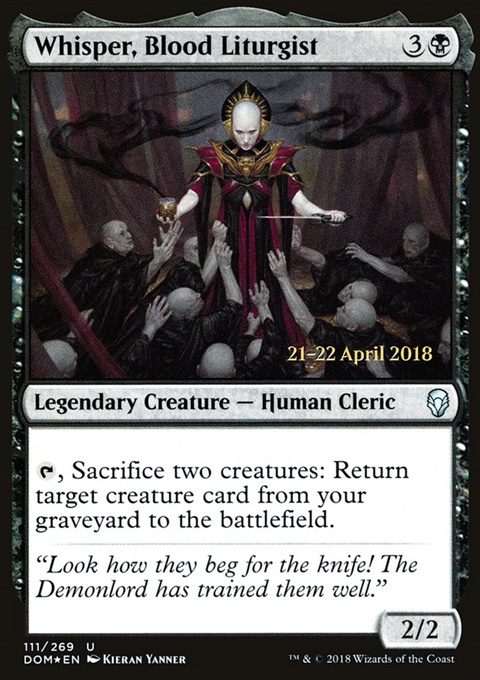 Whisper, Blood Liturgist 3
21–22 April 2018
Legendary Creature — Human Cleric
, Sacrifice two creatures: Return
target creature card from your
graveyard to the battlefield.
“Look how they beg for the knife! The
Demonlord has trained them well.”
2/2
111/269 U
DOM★EN Kieran Yanner
™ & © 2018 Wizards of the Coast